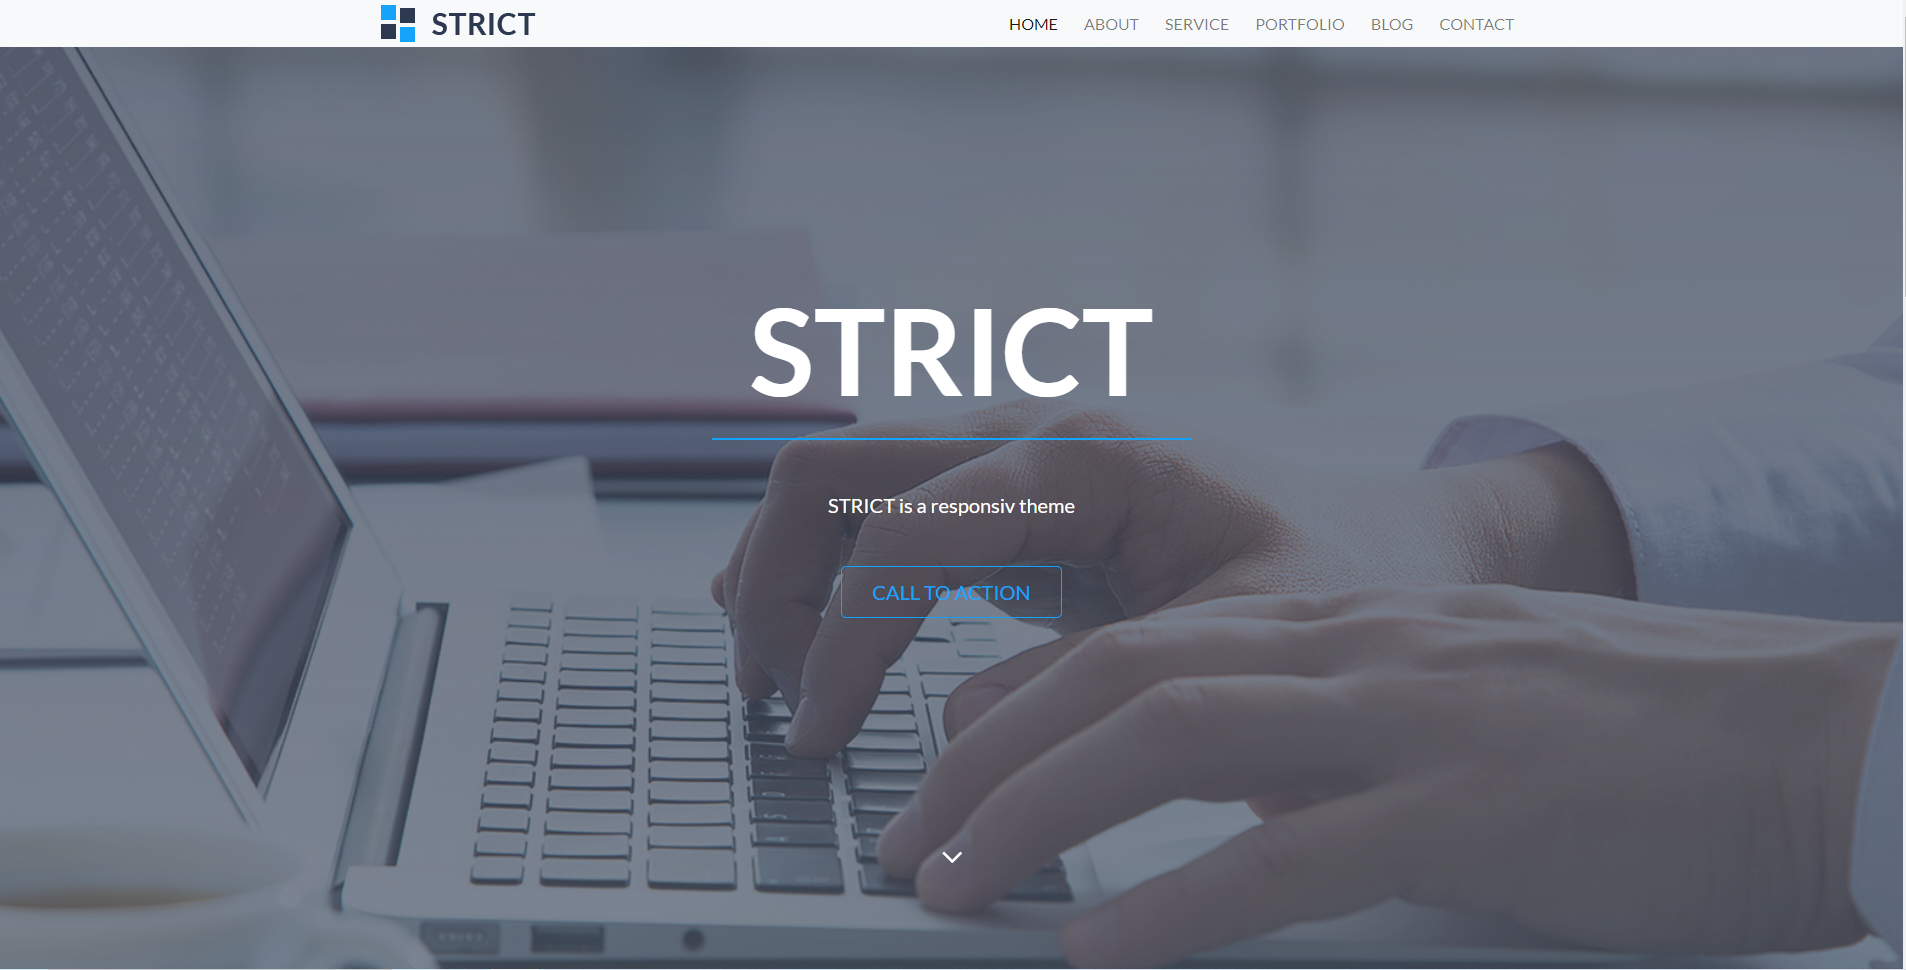 STRICT
HOME ABOUT SERVICE PORTFOLIO BLOG CONTACT
STRICT
STRICT is a responsiv theme
CALL TO ACTION